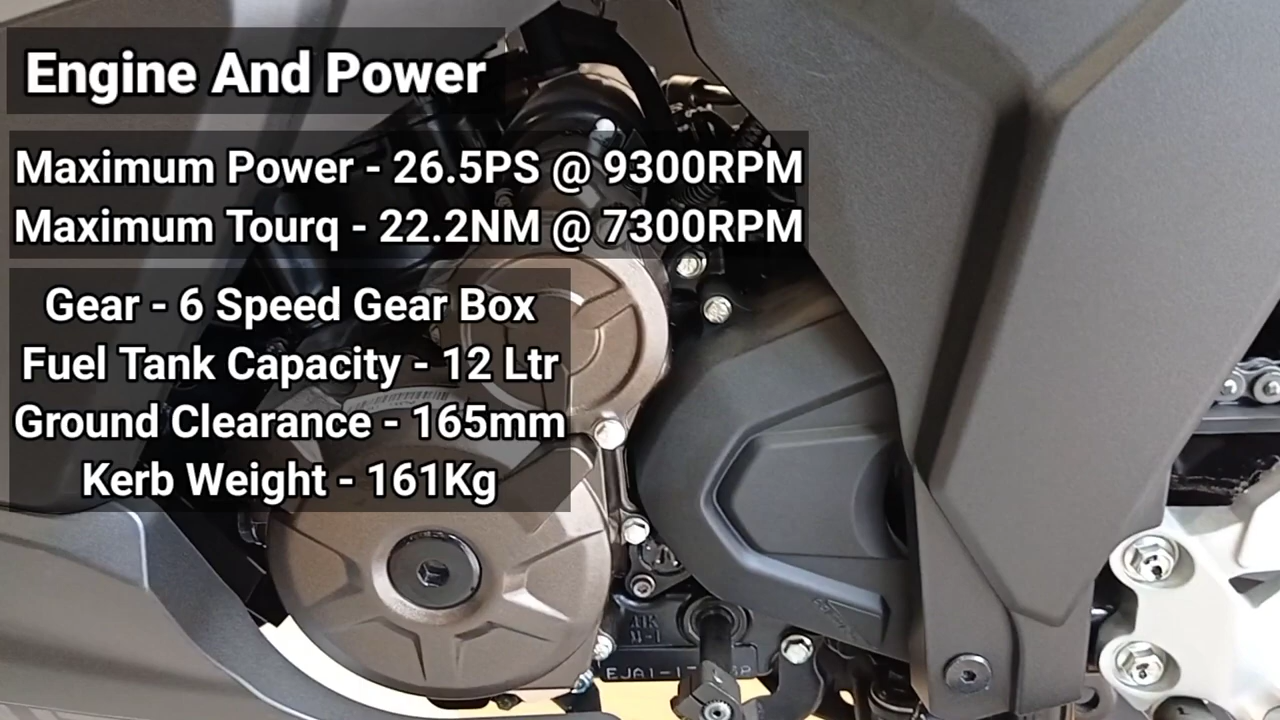 Engine And Power
Maximum Power - 26.5PS @ 9300RPM
Maximum Tourq - 22.2NM @ 7300RPM
Gear - 6 Speed Gear Box
Fuel Tank Capacity - 12 Ltr
Ground Clearance - 165mm
Kerb Weight - 161Kg